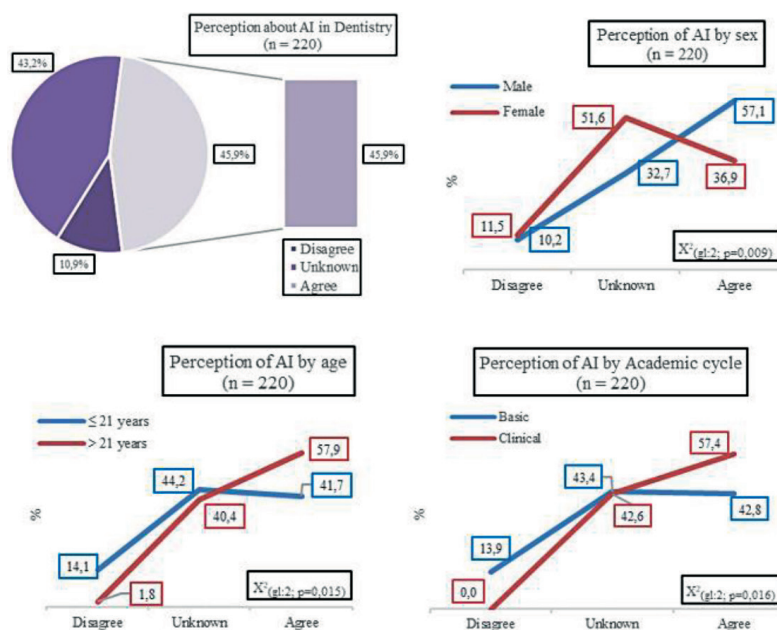 Perception about AI in Dentistry
(n = 220)
43,2%
45,9%
45,9%
10,9%
Disagree
Unknown
Agree
Perception of AI by sex
(n = 220)
Male
Female
57,1
51,6
32,7
36,9
11,5
10,2
%
X²(gl:2; p=0,009)
Disagree Unknown Agree
Perception of AI by age
(n = 220)
≤ 21 years
> 21 years
57,9
44,2
41,7
40,4
14,1
1,8
%
X²(gl:2; p=0,015)
Disagree Unknown Agree
Perception of AI by Academic cycle
(n = 220)
Basic
Clinical
57,4
43,4
42,6
42,8
13,9
0,0
%
X²(gl:2; p=0,016)
Disagree Unknown Agree